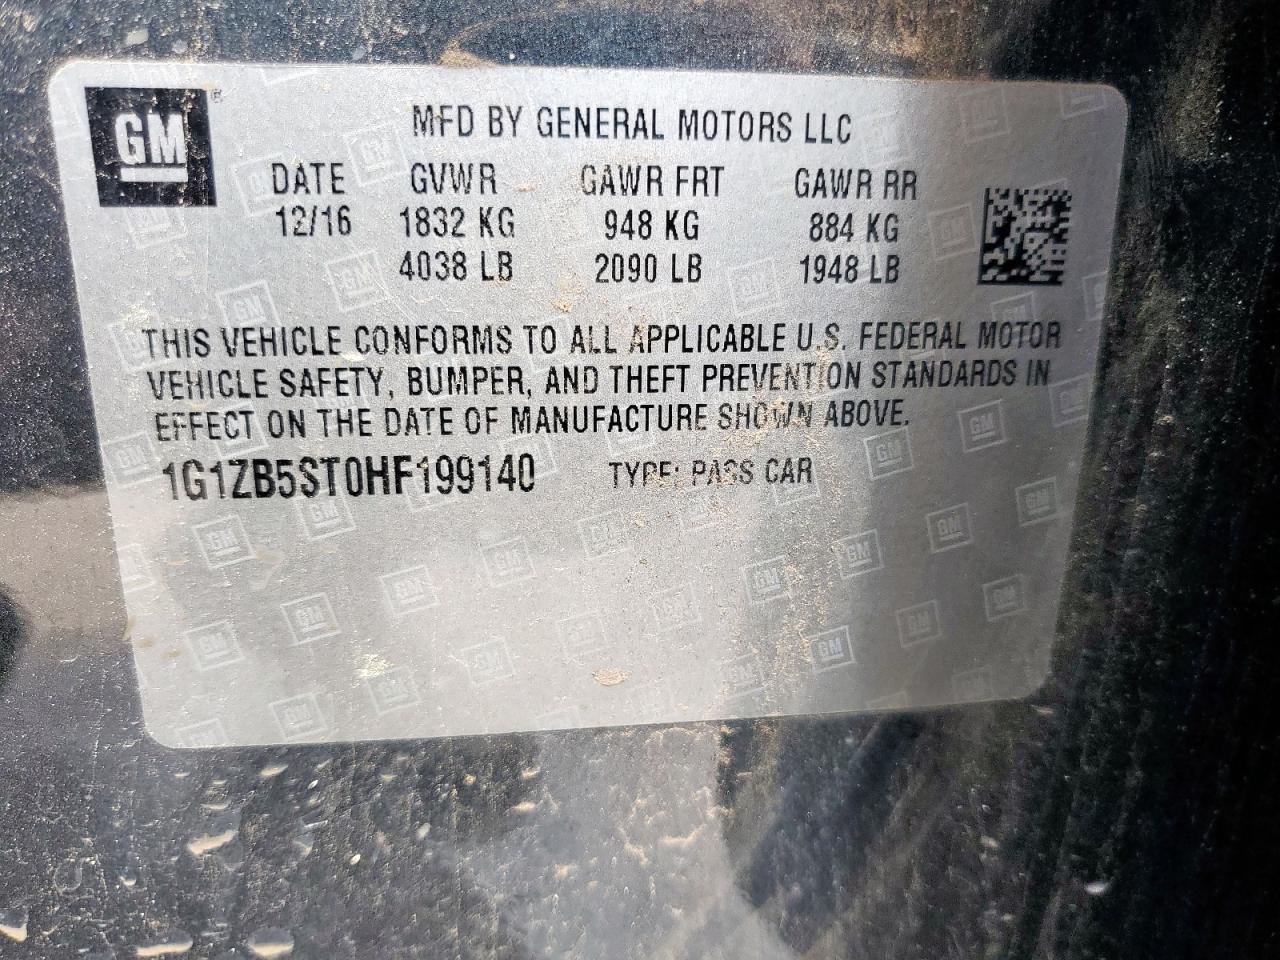 GM
MFD BY GENERAL MOTORS LLC
DATE GVWR GAWR FRT GAWR RR
12/16 1832 KG 948 KG 884 KG
4038 LB 2090 LB 1948 LB
THIS VEHICLE CONFORMS TO ALL APPLICABLE U.S. FEDERAL MOTOR
VEHICLE SAFETY, BUMPER, AND THEFT PREVENTION STANDARDS IN
EFFECT ON THE DATE OF MANUFACTURE SHOWN ABOVE.
1G1ZB5ST0HF199140 TYPE: PASS CAR